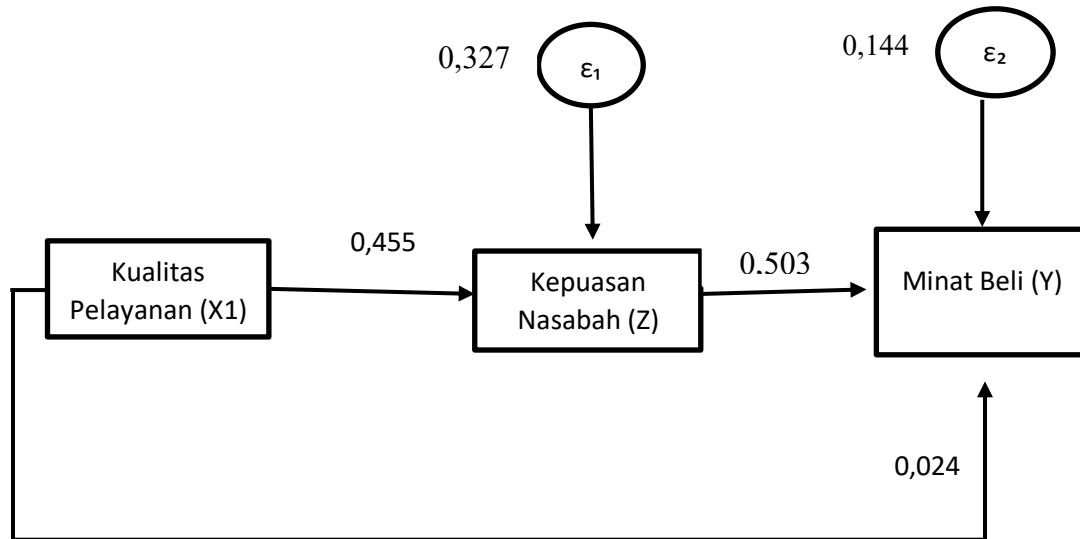 0,327
ε₁
0,144
ε₂
0,455
Kualitas
Pelayanan (X1)
Kepuasan
Nasabah (Z)
0.503
Minat Beli (Y)
0,024